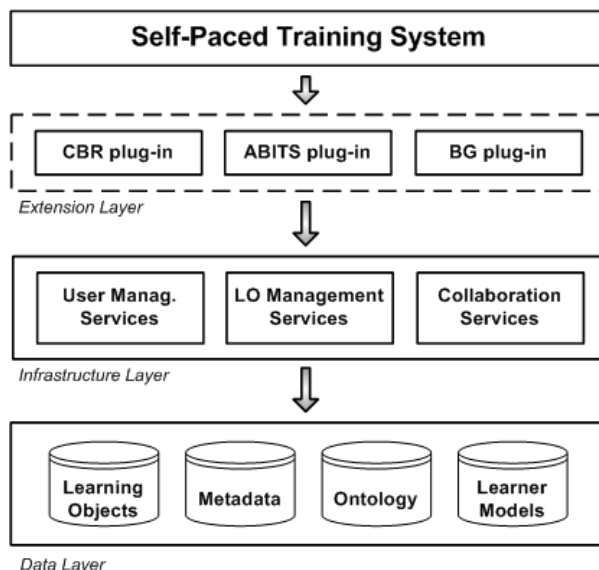 Self-Paced Training System
CBR plug-in
ABITS plug-in
BG plug-in
Extension Layer
User Manag.
Services
LO Management
Services
Collaboration
Services
Infrastructure Layer
Learning
Objects
Metadata
Ontology
Learner
Models
Data Layer